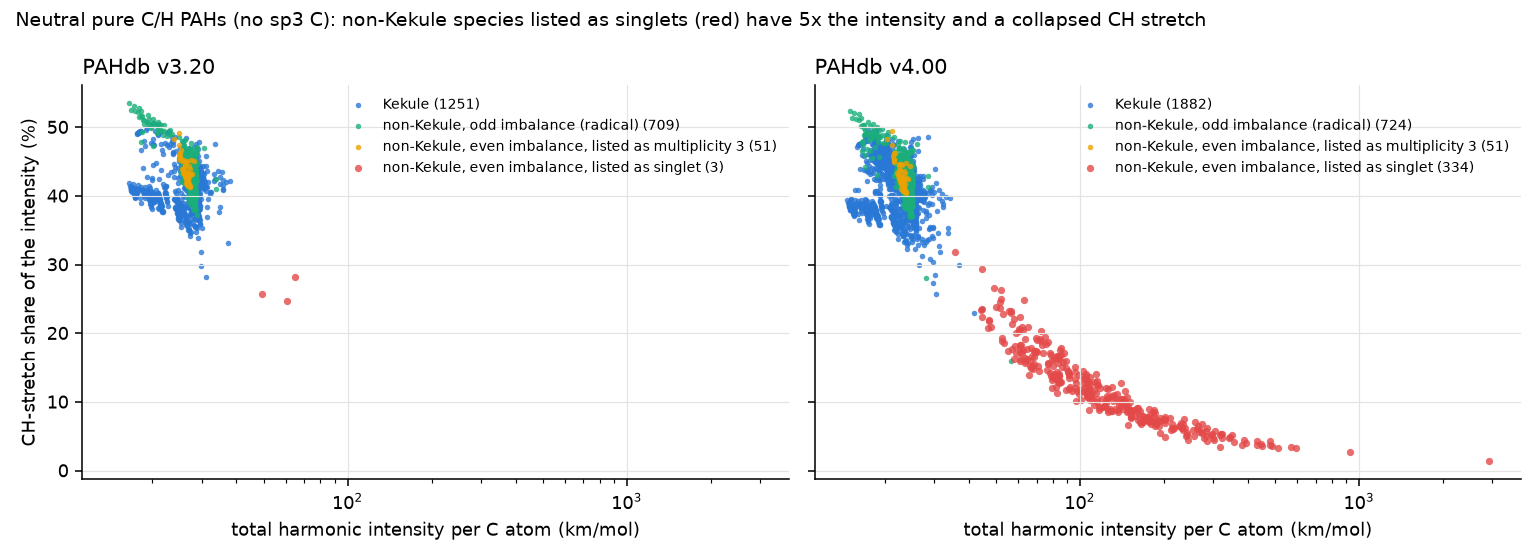 Neutral pure C/H PAHs (no sp3 C): non-Kekule species listed as singlets (red) have 5x the intensity and a collapsed CH stretch
PAHdb v3.20
Kekule (1251)
non-Kekule, odd imbalance (radical) (709)
non-Kekule, even imbalance, listed as multiplicity 3 (51)
non-Kekule, even imbalance, listed as singlet (3)
CH-stretch share of the intensity (%)
50
40
30
20
10
0
10²
10³
total harmonic intensity per C atom (km/mol)
PAHdb v4.00
Kekule (1882)
non-Kekule, odd imbalance (radical) (724)
non-Kekule, even imbalance, listed as multiplicity 3 (51)
non-Kekule, even imbalance, listed as singlet (334)
10²
10³
total harmonic intensity per C atom (km/mol)